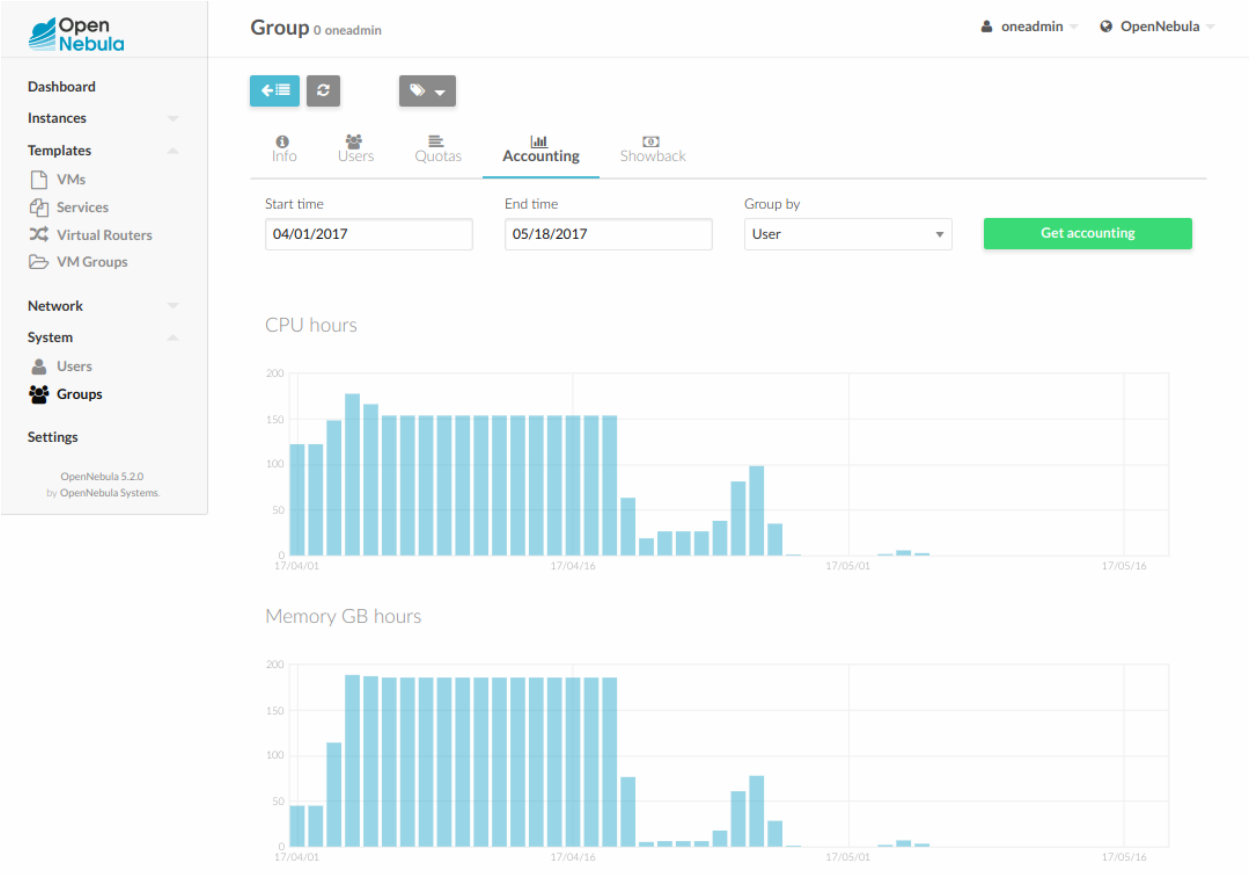 Open
Nebula
Group 0 oneadmin
oneadmin
OpenNebula
Dashboard
Instances
Templates
VMs
Services
Virtual Routers
VM Groups
Network
System
Users
Groups
Settings
OpenNebula 5.2.0
by OpenNebula Systems.
Info
Users
Quotas
Accounting
Showback
Start time
End time
Group by
04/01/2017
05/18/2017
User
Get accounting
CPU hours
200
150
100
50
0
17/04/01
17/04/16
17/05/01
17/05/16
Memory GB hours
200
150
100
50
0
17/04/01
17/04/16
17/05/01
17/05/16